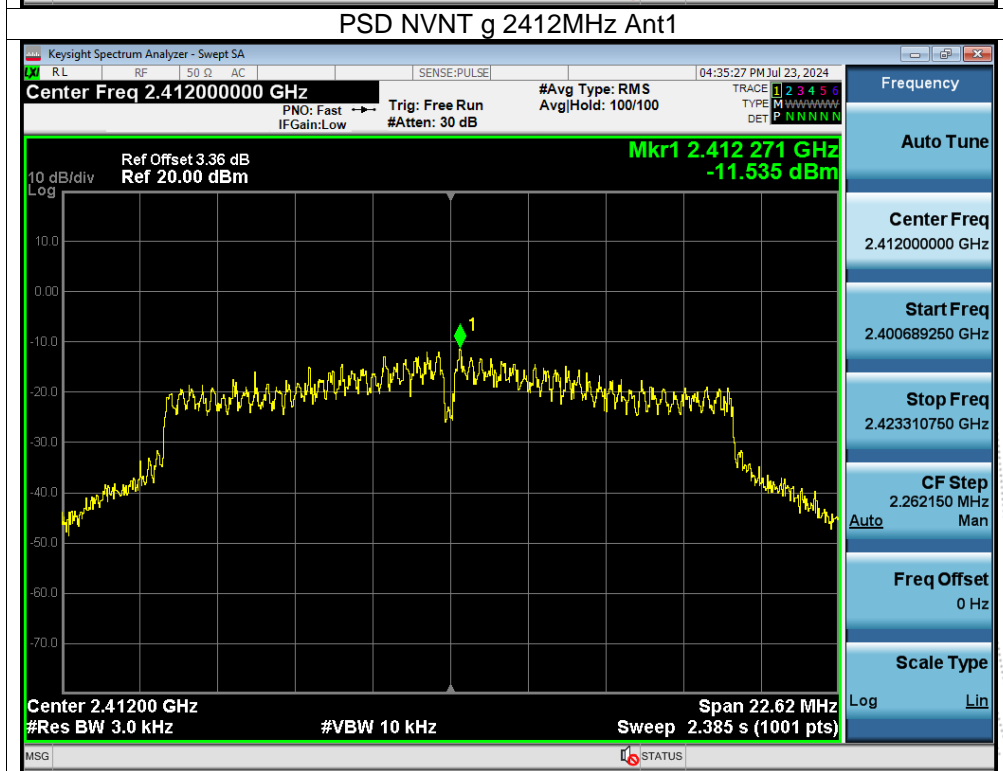 PSD NVNT g 2412MHz Ant1
Keysight Spectrum Analyzer - Swept SA
LXI RL RF 50 Ω AC SENSE:PULSE 04:35:27 PM Jul 23, 2024
Center Freq 2.412000000 GHz
PNO: Fast
IFGain:Low
Trig: Free Run
#Atten: 30 dB
#Avg Type: RMS
Avg|Hold: 100/100
TRACE 1 2 3 4 5 6
TYPE M WWWWW
DET P N N N N N
Mkr1 2.412 271 GHz
-11.535 dBm
Ref Offset 3.36 dB
10 dB/div Ref 20.00 dBm
Log
10.0
0.00
-10.0
-20.0
-30.0
-40.0
-50.0
-60.0
-70.0
1
Center 2.41200 GHz Span 22.62 MHz
#Res BW 3.0 kHz #VBW 10 kHz Sweep 2.385 s (1001 pts)
MSG STATUS
Frequency
Auto Tune
Center Freq
2.412000000 GHz
Start Freq
2.400689250 GHz
Stop Freq
2.423310750 GHz
CF Step
2.262150 MHz
Auto Man
Freq Offset
0 Hz
Scale Type
Log Lin